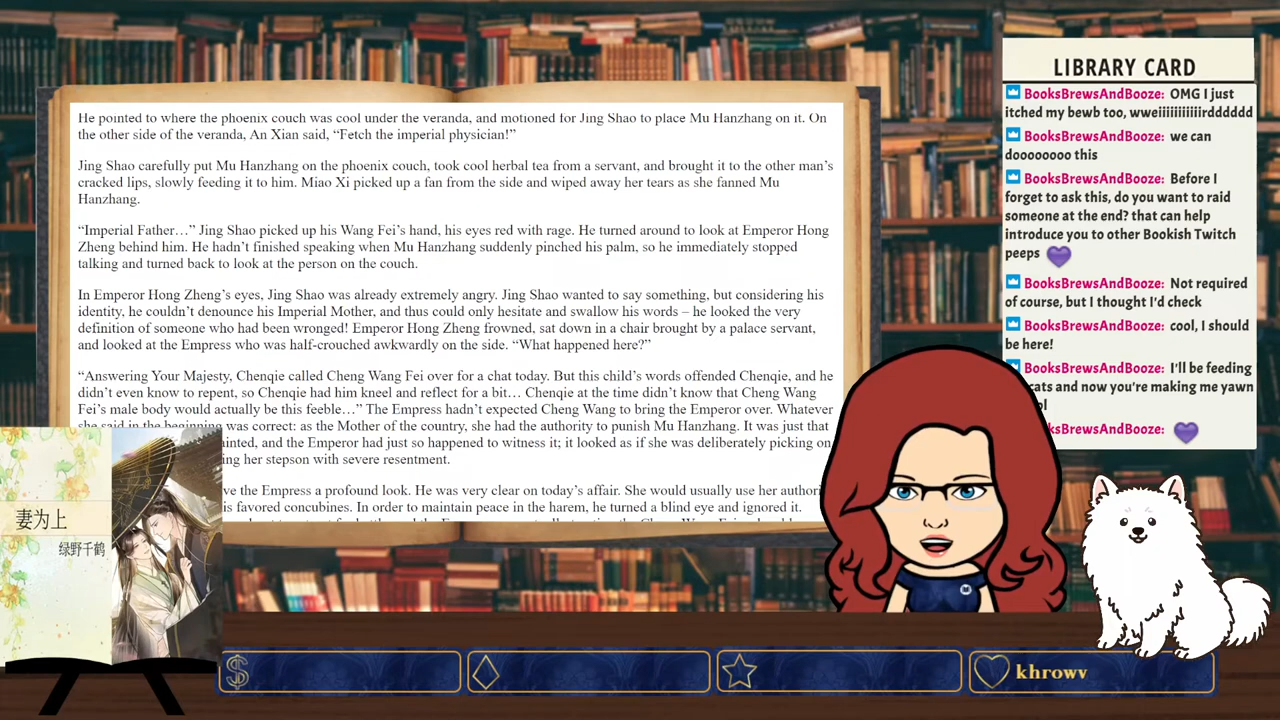 He pointed to where the phoenix couch was cool under the veranda, and motioned for Jing Shao to place Mu Hanzhang on it. On
the other side of the veranda, An Xian said, “Fetch the imperial physician!”
Jing Shao carefully put Mu Hanzhang on the phoenix couch, took cool herbal tea from a servant, and brought it to the other man’s
cracked lips, slowly feeding it to him. Miao Xi picked up a fan from the side and wiped away her tears as she fanned Mu
Hanzhang.
“Imperial Father…” Jing Shao picked up his Wang Fei’s hand, his eyes red with rage. He turned around to look at Emperor Hong
Zheng behind him. He hadn’t finished speaking when Mu Hanzhang suddenly pinched his palm, so he immediately stopped
talking and turned back to look at the person on the couch.
In Emperor Hong Zheng’s eyes, Jing Shao was already extremely angry. Jing Shao wanted to say something, but considering his
identity, he couldn’t denounce his Imperial Mother, and thus could only hesitate and swallow his words – he looked the very
definition of someone who had been wronged! Emperor Hong Zheng frowned, sat down in a chair brought by a palace servant,
and looked at the Empress who was half-crouched awkwardly on the side. “What happened here?”
“Answering Your Majesty, Chenqie called Cheng Wang Fei over for a chat today. But this child’s words offended Chenqie, and he
didn’t even know to repent, so Chenqie had him kneel and reflect for a bit… Chenqie at the time didn’t know that Cheng Wang
Fei’s male body would actually be this feeble…” The Empress hadn’t expected Cheng Wang to bring the Emperor over. Whatever
she said in the beginning was correct: as the Mother of the country, she had the authority to punish Mu Hanzhang. It was just that
ainted, and the Emperor had just so happened to witness it; it looked as if she was deliberately picking on
ing her stepson with severe resentment.
ve the Empress a profound look. He was very clear on today’s affair. She would usually use her authori
is favored concubines. In order to maintain peace in the harem, he turned a blind eye and ignored it.
LIBRARY CARD
BooksBrewsAndBooze: OMG I just
itched my bewb too, wweiiiiiiiiiiirdddddd
BooksBrewsAndBooze: we can
dooooooo this
BooksBrewsAndBooze: Before I
forget to ask this, do you want to raid
someone at the end? that can help
introduce you to other Bookish Twitch
peeps
BooksBrewsAndBooze: Not required
of course, but I thought I’d check
BooksBrewsAndBooze: cool, I should
be here!
BooksBrewsAndBooze: I’ll be feeding
cats and now you’re making me yawn
ol
ksBrewsAndBooze:
妻为上
绿野千鹤
khrowv